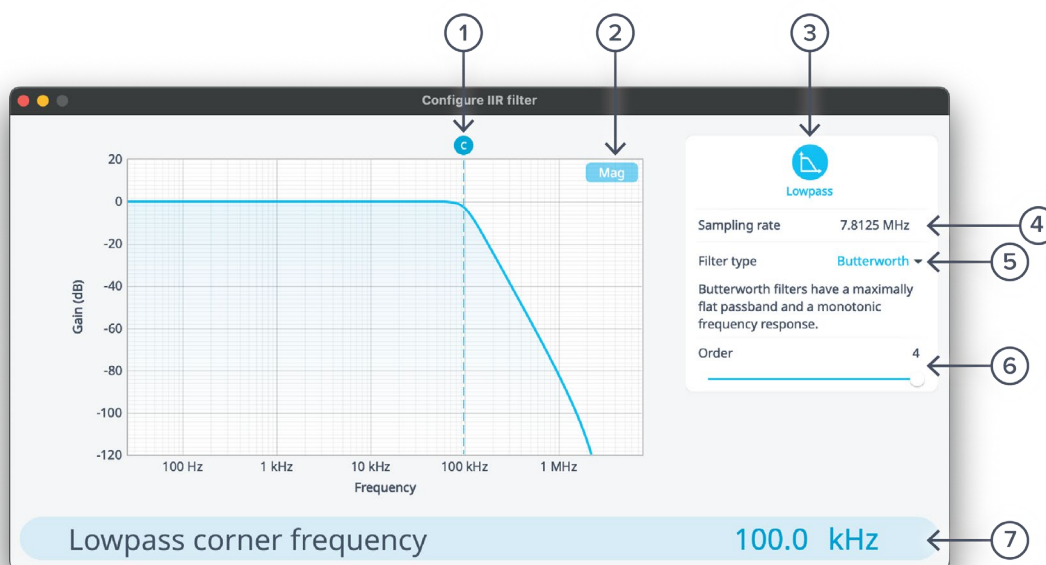 1
2
3
Configure IIR filter
C
20
Mag
0
-20
-40
-60
-80
-100
-120
Gain (dB)
100 Hz 1 kHz 10 kHz 100 kHz 1 MHz
Frequency
Lowpass
Sampling rate 7.8125 MHz
4
Filter type Butterworth
5
Butterworth filters have a maximally
flat passband and a monotonic
frequency response.
Order 4
6
Lowpass corner frequency 100.0 kHz
7